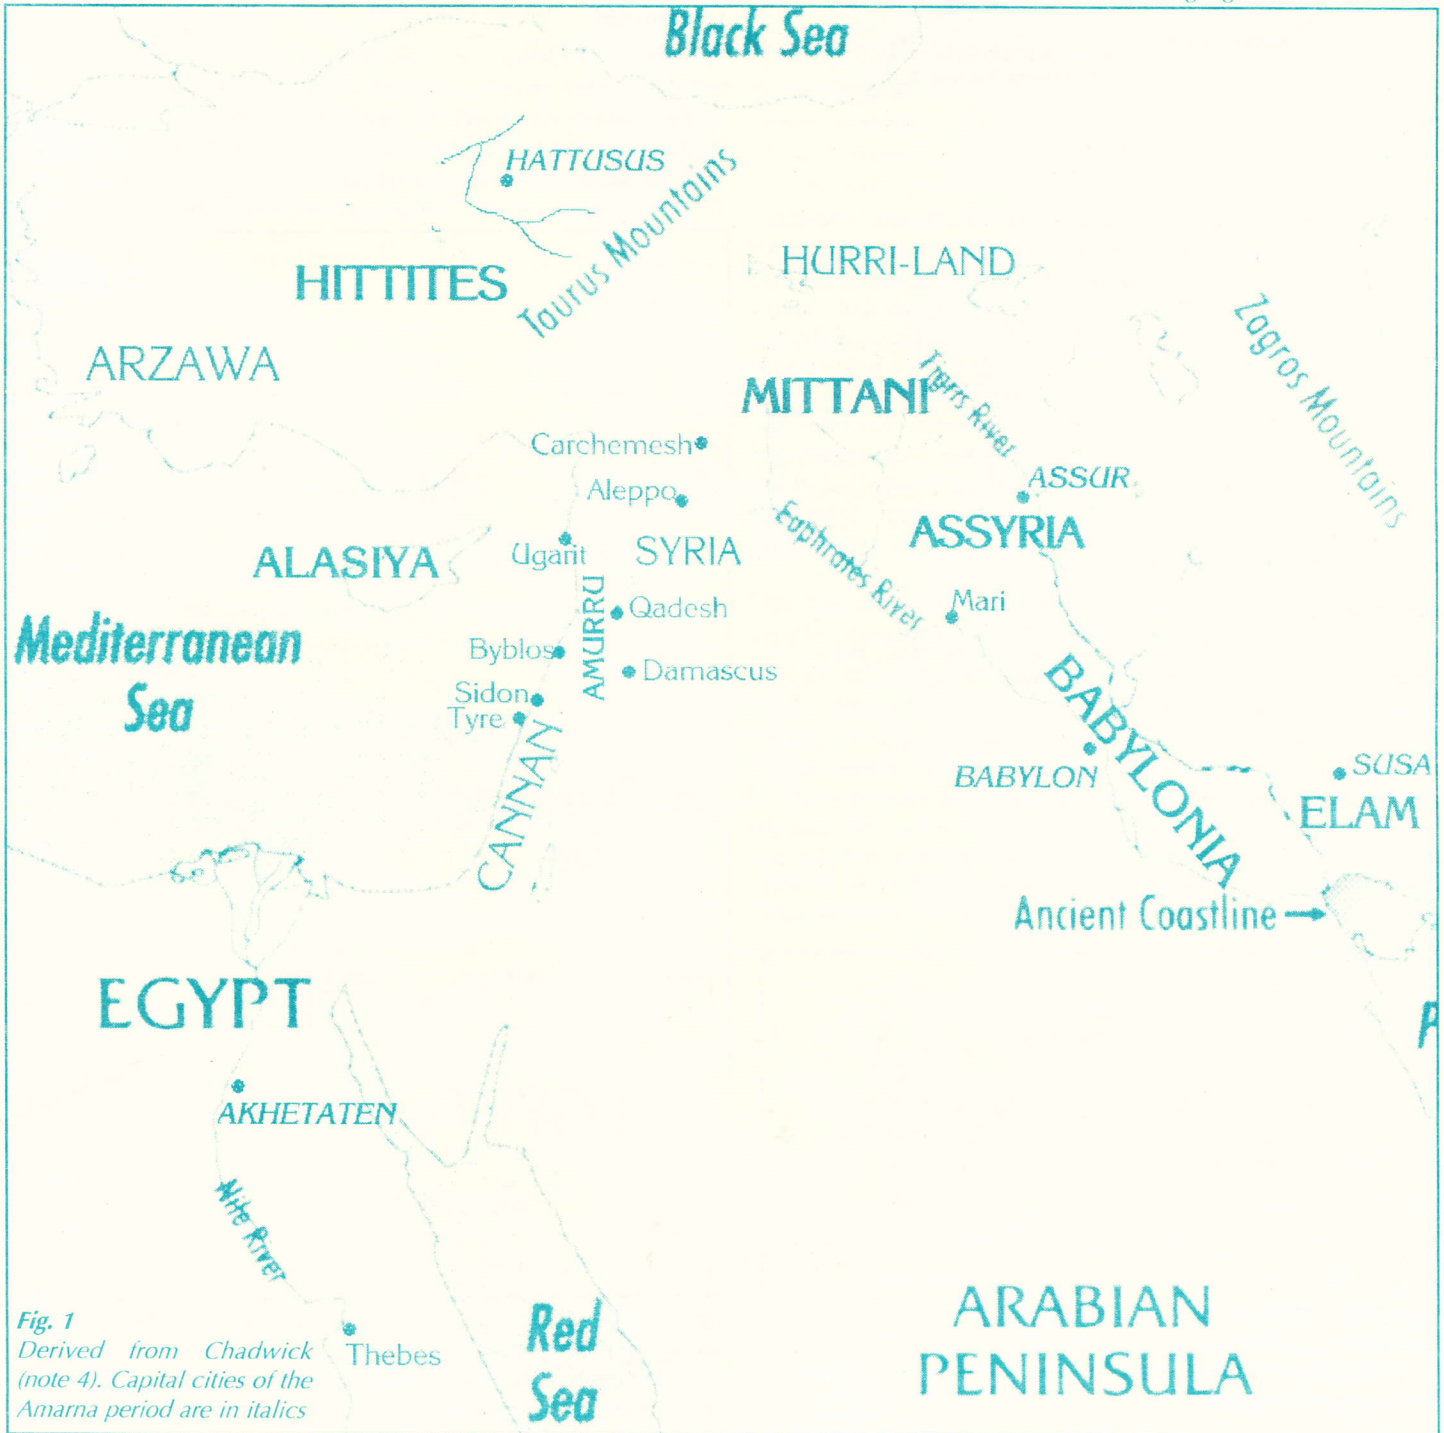 Black Sea
HATTUSUS
Taurus Mountains
HURRI-LAND
HITTITES
Zagros Mountains
ARZAWA
MITTANI
Tigris River
Carchemesh
ASSUR
Aleppo
ASSYRIA
Euphrates River
Ugarit
SYRIA
ALASIYA
Mari
AMURRU
Qadesh
Mediterranean
Sea
Byblos
Damascus
BABYLONIA
Sidon
Tyre
CANNAN
BABYLON
SUSA
ELAM
Ancient Coastline
EGYPT
P
AKHETATEN
Nile River
ARABIAN
PENINSULA
Red
Sea
Thebes
Fig. 1
Derived from Chadwick
(note 4). Capital cities of the
Amarna period are in italics